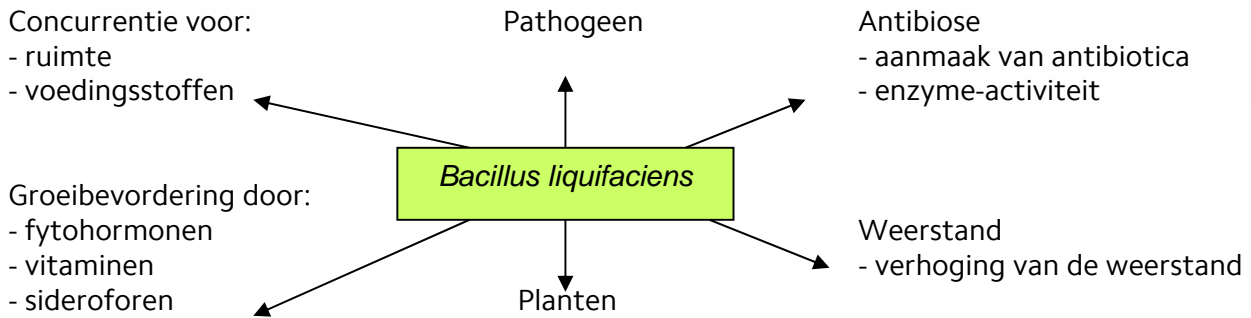 Concurrentie voor:
- ruimte
- voedingsstoffen
Pathogeen
Antibiose
- aanmaak van antibiotica
- enzyme-activiteit
Bacillus liquifaciens
Groeibevordering door:
- fytohormonen
- vitaminen
- sideroforen
Planten
Weerstand
- verhoging van de weerstand